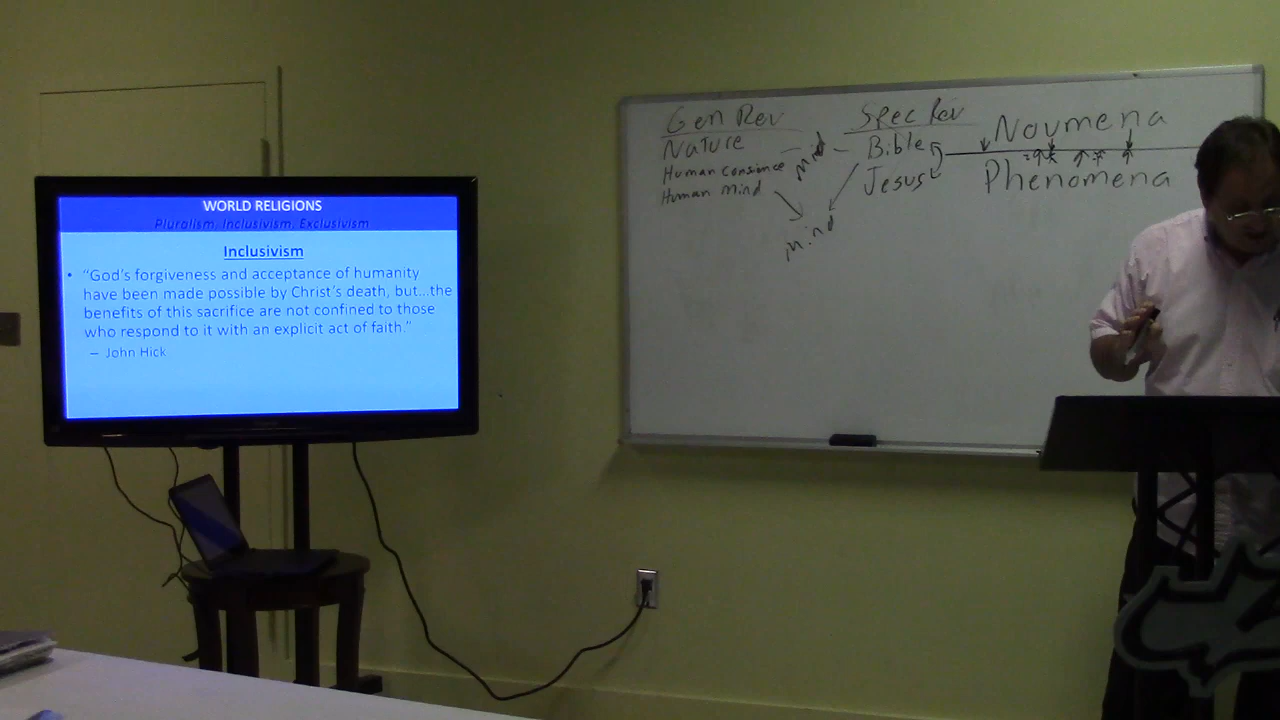 WORLD RELIGIONS
Pluralism, Inclusivism, Exclusivism
Inclusivism
• “God’s forgiveness and acceptance of humanity
have been made possible by Christ’s death, but…the
benefits of this sacrifice are not confined to those
who respond to it with an explicit act of faith.”
– John Hick
Gen Rev
Nature
Human consience
Human Mind
Mind
Mind
Spec Rev
Bible
Jesus
Noumena
Phenomena